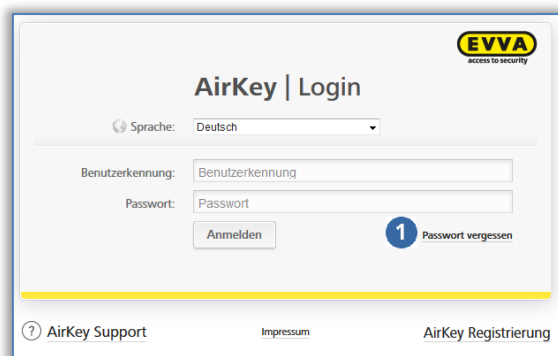 EVVA
access to security
AirKey | Login
Sprache: Deutsch
Benutzerkennung: Benutzerkennung
Passwort: Passwort
Anmelden 1 Passwort vergessen
? AirKey Support Impressum AirKey Registrierung